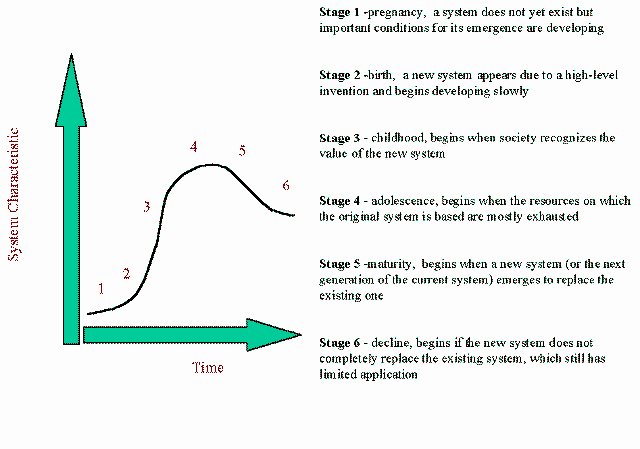 Stage 1 -pregnancy, a system does not yet exist but
important conditions for its emergence are developing
Stage 2 -birth, a new system appears due to a high-level
invention and begins developing slowly
Stage 3 - childhood, begins when society recognizes the
value of the new system
Stage 4 - adolescence, begins when the resources on which
the original system is based are mostly exhausted
Stage 5 -maturity, begins when a new system (or the next
generation of the current system) emerges to replace the
existing one
Stage 6 - decline, begins if the new system does not
completely replace the existing system, which still has
limited application
System Characteristic
1
2
3
4
5
6
Time